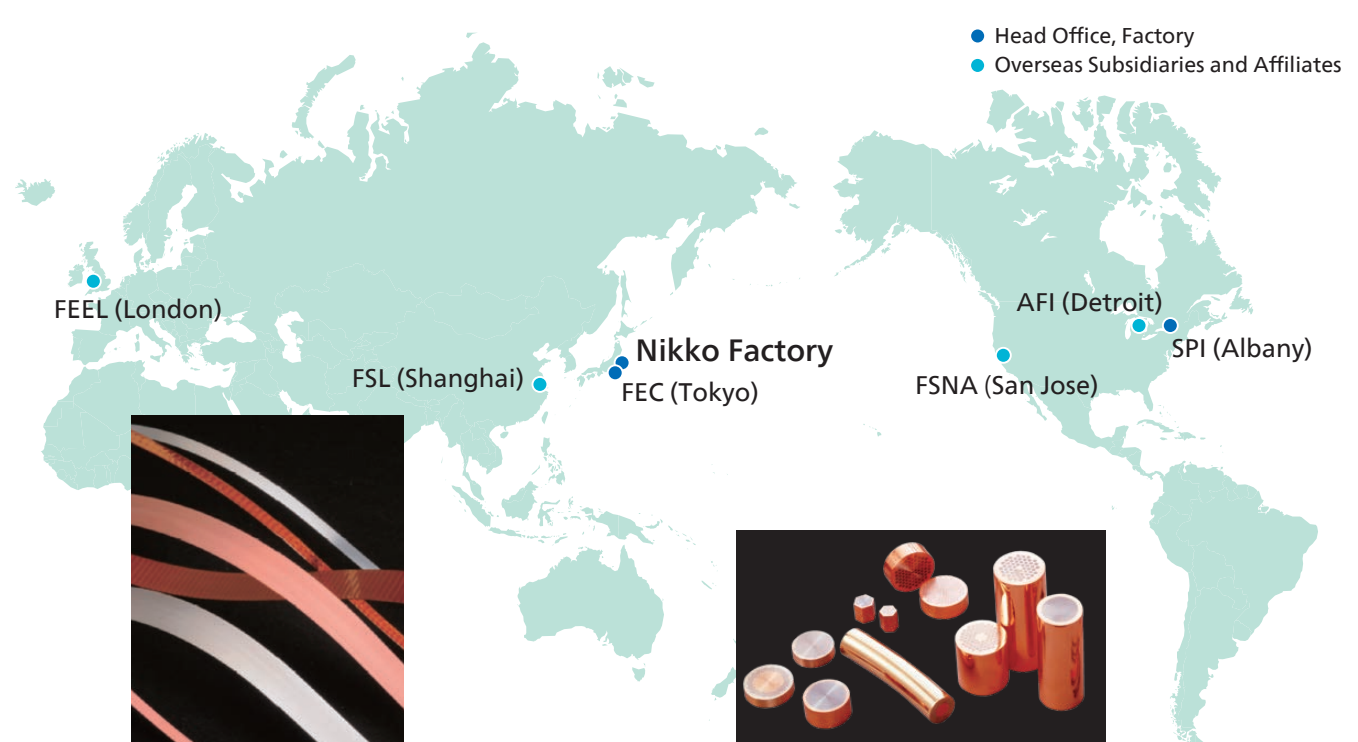 Head Office, Factory
Overseas Subsidiaries and Affiliates
FEEL (London)
FSL (Shanghai)
Nikko Factory
FEC (Tokyo)
AFI (Detroit)
SPI (Albany)
FSNA (San Jose)